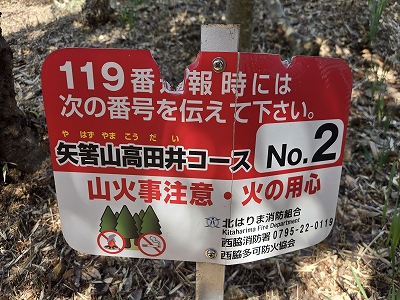 119番通報時には
次の番号を伝えて下さい。
や はず やま こう だ い
矢筈山高田井コース
No.2
山火事注意・火の用心
北はりま消防組合
Kitaharima Fire Department
西脇消防署 0795-22-0119
西脇多可防火協会